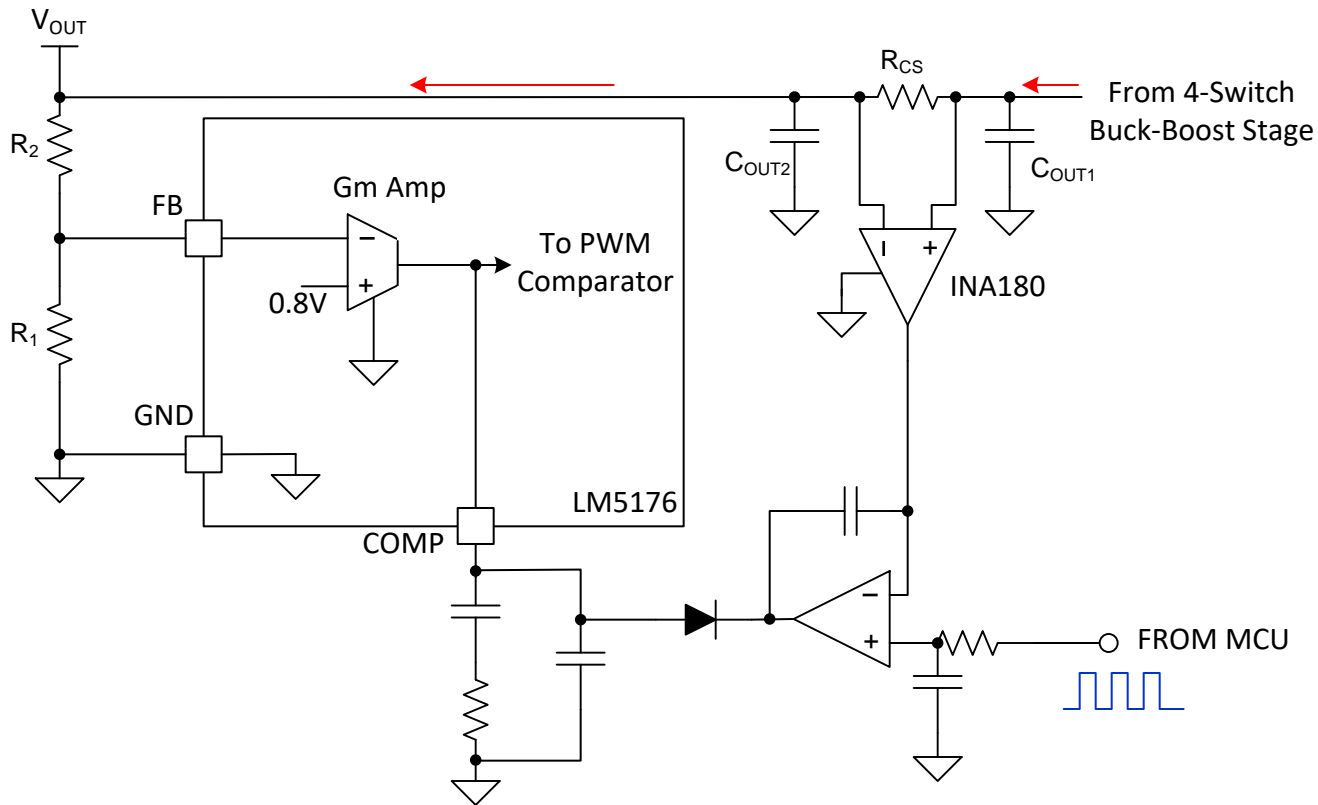 VOUT
RCS
From 4-Switch
Buck-Boost Stage
R2
COUT2
COUT1
Gm Amp
FB
−
To PWM
Comparator
+
0.8V
− +
INA180
R1
GND
LM5176
COMP
−
+
FROM MCU